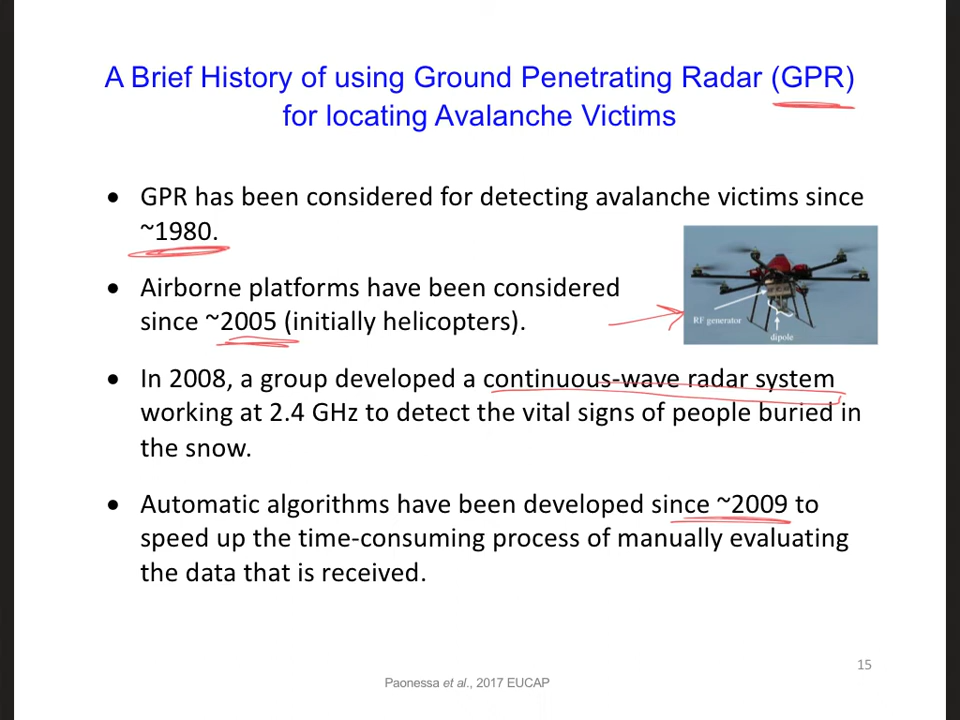 A Brief History of using Ground Penetrating Radar (GPR)
for locating Avalanche Victims
• GPR has been considered for detecting avalanche victims since
~1980.
• Airborne platforms have been considered
since ~2005 (initially helicopters).
RF generator
dipole
• In 2008, a group developed a continuous-wave radar system
working at 2.4 GHz to detect the vital signs of people buried in
the snow.
• Automatic algorithms have been developed since ~2009 to
speed up the time-consuming process of manually evaluating
the data that is received.
15
Paonessa et al., 2017 EUCAP